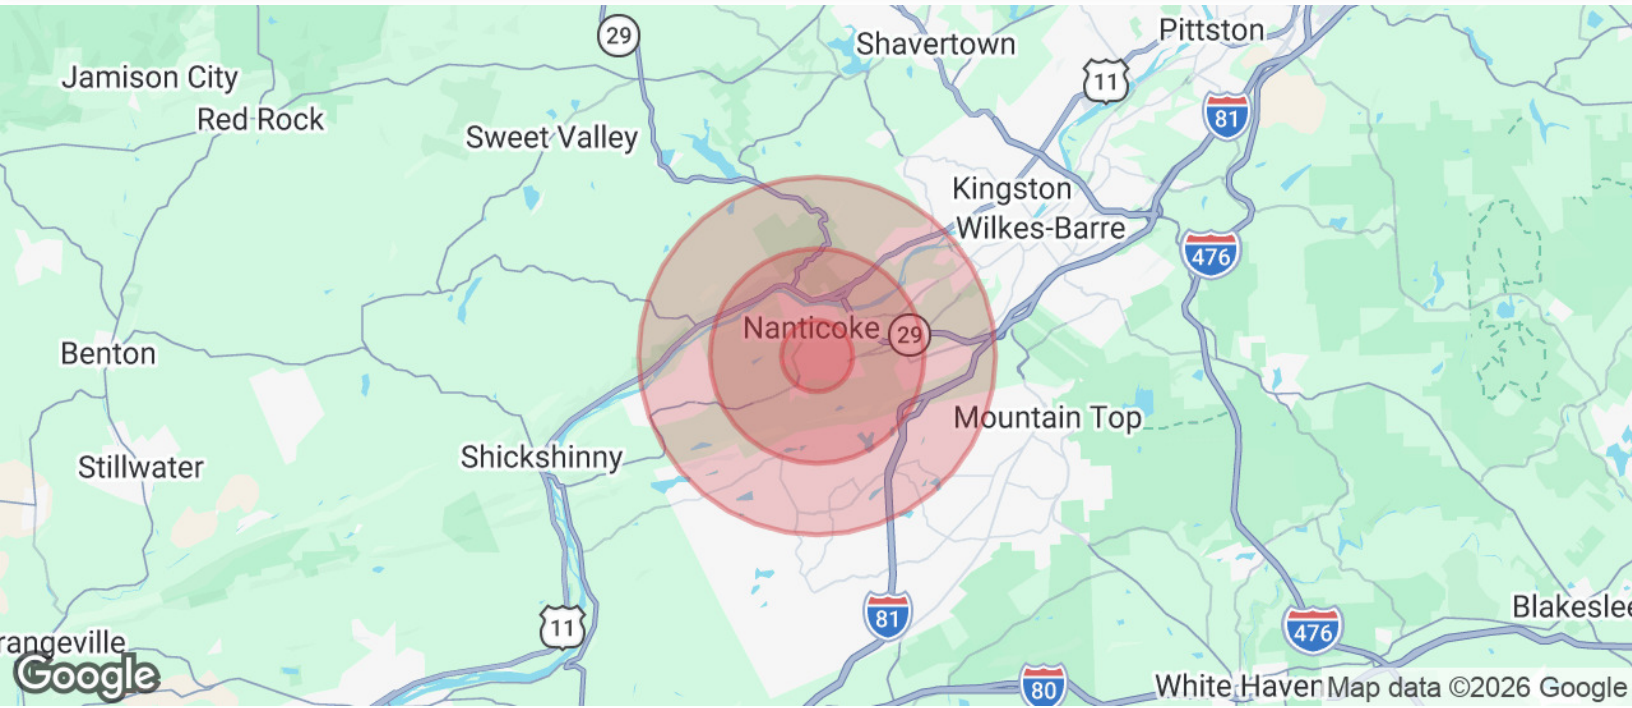 29
Shavertown
Pittston
Jamison City
11
Red Rock
81
Sweet Valley
Kingston
Wilkes-Barre
476
Nanticoke
29
Benton
Mountain Top
Stillwater
Shickshinny
81
11
476
Blakeslee
rangeville
Google
80
White Haven
Map data ©2026 Google